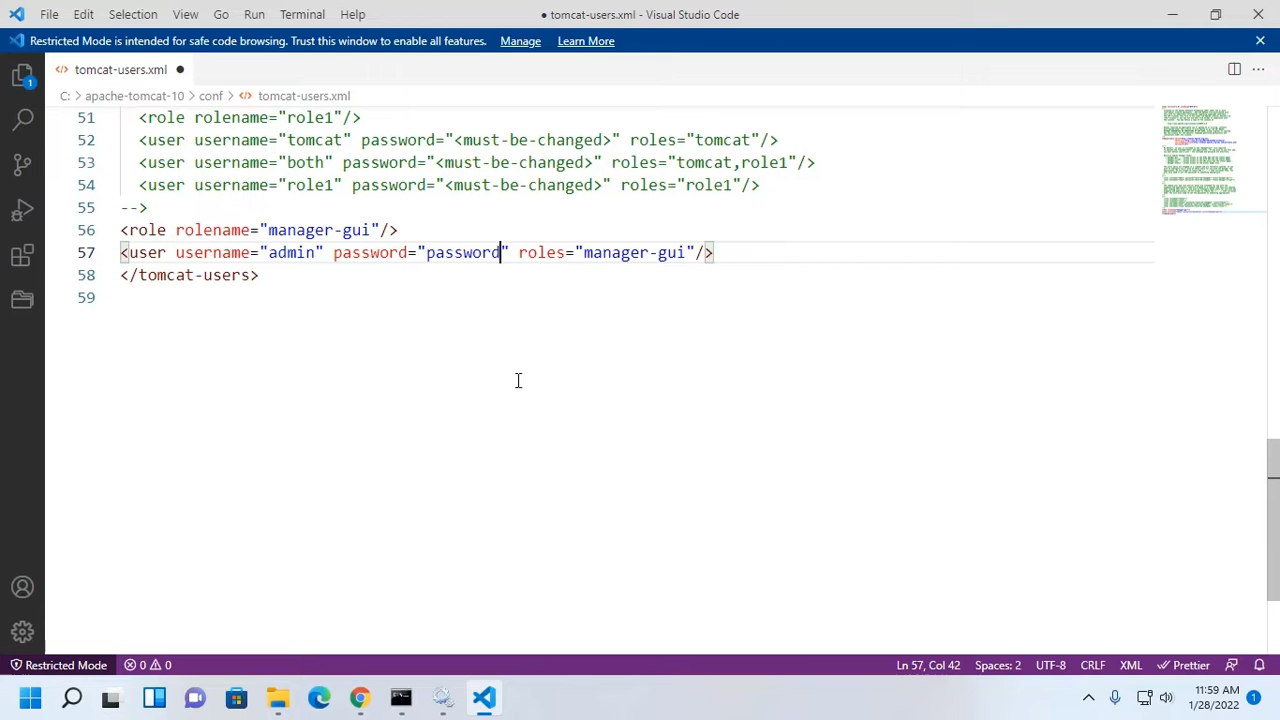 File Edit Selection View Go Run Terminal Help
● tomcat-users.xml - Visual Studio Code
Restricted Mode is intended for safe code browsing. Trust this window to enable all features. Manage Learn More
tomcat-users.xml ●
C: > apache-tomcat-10 > conf > tomcat-users.xml
51 <role rolename="role1"/>
52 <user username="tomcat" password="<must-be-changed>" roles="tomcat"/>
53 <user username="both" password="<must-be-changed>" roles="tomcat,role1"/>
54 <user username="role1" password="<must-be-changed>" roles="role1"/>
55 -->
56 <role rolename="manager-gui"/>
57 <user username="admin" password="password" roles="manager-gui"/>
58 </tomcat-users>
59
1
Restricted Mode 0 0 Ln 57, Col 42 Spaces: 2 UTF-8 CRLF XML Prettier
11:59 AM
1/28/2022
1